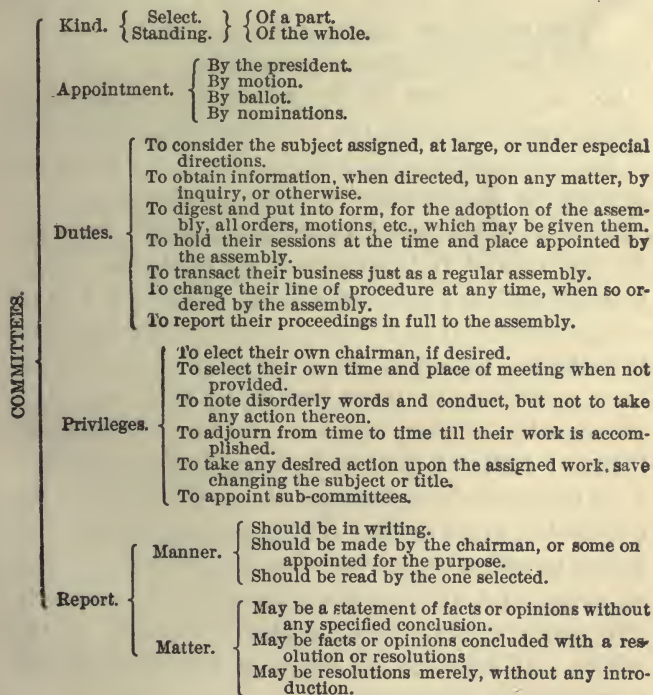 COMMITTEES.
Kind. Select. Of a part.
Standing. Of the whole.
Appointment.
By the president.
By motion.
By ballot.
By nominations.
Duties.
To consider the subject assigned, at large, or under especial
directions.
To obtain information, when directed, upon any matter, by
inquiry, or otherwise.
To digest and put into form, for the adoption of the assem-
bly, all orders, motions, etc., which may be given them.
To hold their sessions at the time and place appointed by
the assembly.
To transact their business just as a regular assembly.
To change their line of procedure at any time, when so or-
dered by the assembly.
To report their proceedings in full to the assembly.
Privileges.
To elect their own chairman, if desired.
To select their own time and place of meeting when not
provided.
To note disorderly words and conduct, but not to take
any action thereon.
To adjourn from time to time till their work is accom-
plished.
To take any desired action upon the assigned work, save
changing the subject or title.
To appoint sub-committees.
Report.
Manner.
Should be in writing.
Should be made by the chairman, or some on
appointed for the purpose.
Should be read by the one selected.
Matter.
May be a statement of facts or opinions without
any specified conclusion.
May be facts or opinions concluded with a res-
olution or resolutions
May be resolutions merely, without any intro-
duction.